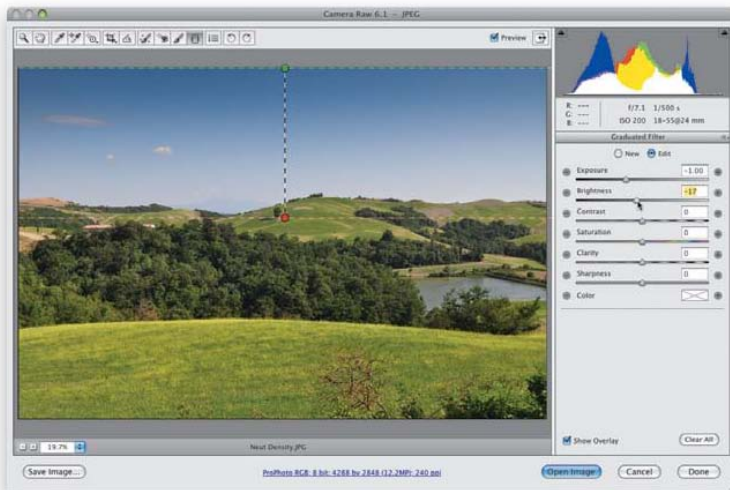 Camera Raw 6.1 – JPEG
Preview
R: ---
G: ---
B: ---
f/7.1 1/500 s
ISO 200 18-55@24 mm
Graduated Filter
New Edit
Exposure -1.00
Brightness -17
Contrast 0
Saturation 0
Clarity 0
Sharpness 0
Color
Show Overlay
Clear All
19.7%
Neut Density.JPG
Save Image...
ProPhoto RGB; 8 bit; 4288 by 2848 (12.2MP); 240 ppi
Open Image
Cancel
Done